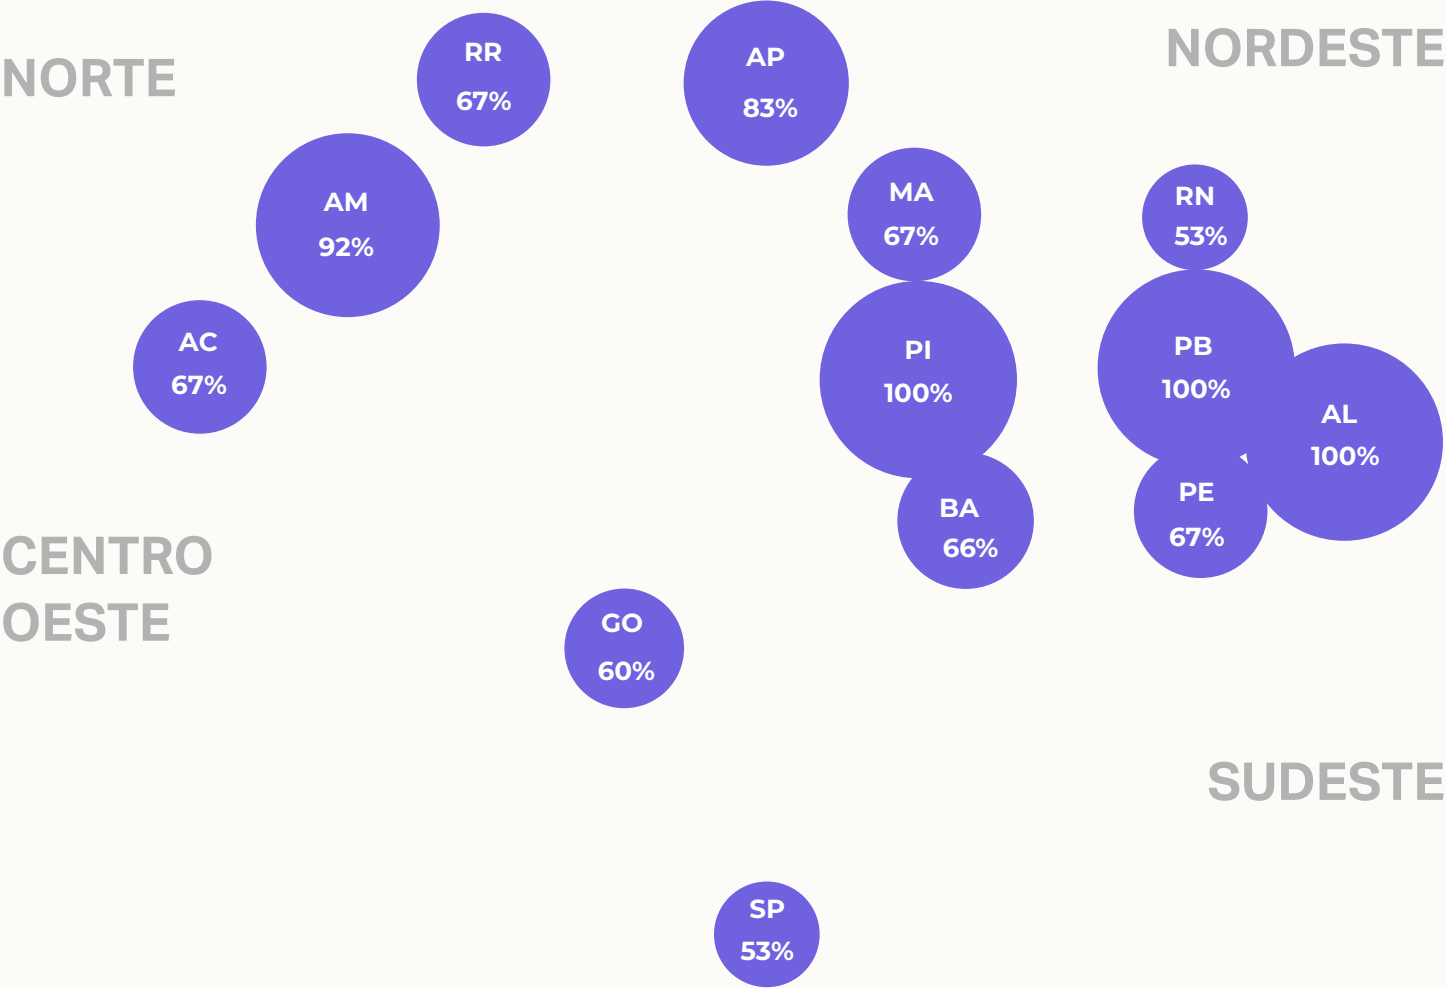 NORTE
RR
67%
AP
83%
NORDESTE
AM
92%
MA
67%
RN
53%
AC
67%
PI
100%
PB
100%
AL
100%
BA
66%
PE
67%
CENTRO
OESTE
GO
60%
SUDESTE
SP
53%